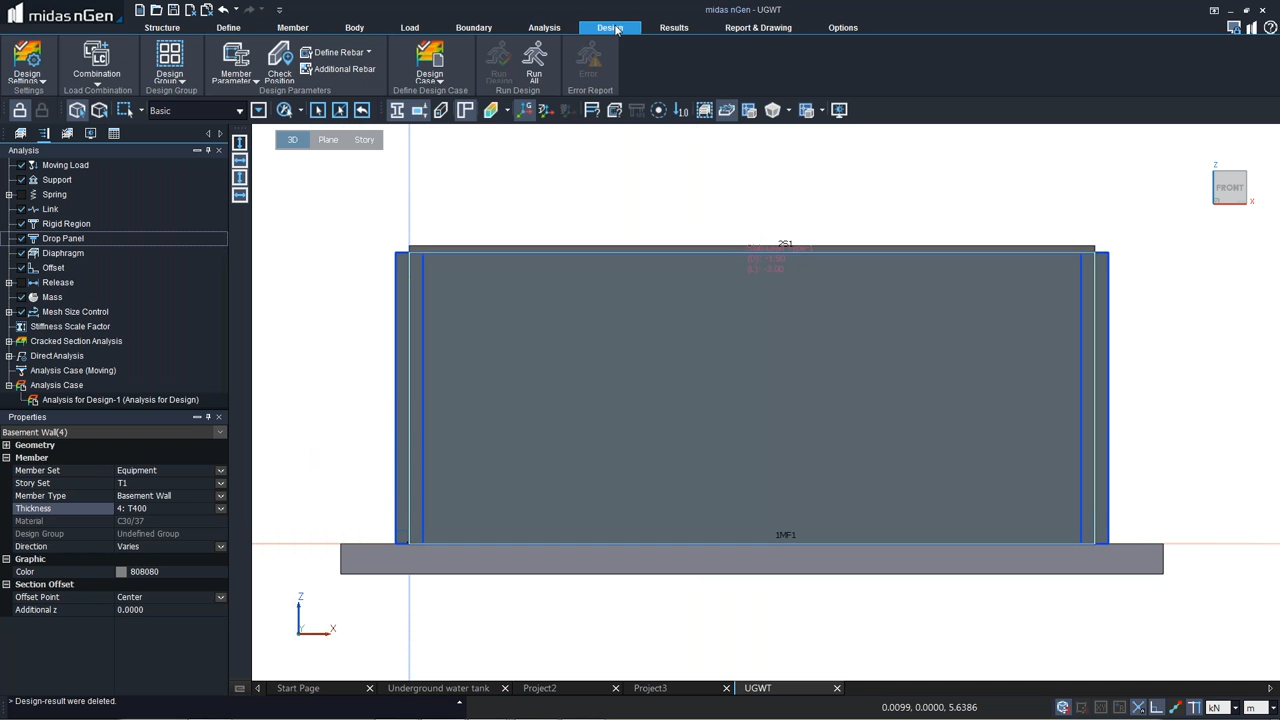 midas nGen
midas nGen - UGWT
Structure Define Member Body Load Boundary Analysis Design Results Report & Drawing Options
Design Settings
Combination
Design Group
Member Parameter
Check Position
Define Rebar
Additional Rebar
Design Case
Run Design
Run All
Error
Settings Load Combination Design Group Design Parameters Define Design Case Run Design Error Report
Basic
1.0
3D Plane Story
Analysis
Moving Load
Support
Spring
Link
Rigid Region
Drop Panel
Diaphragm
Offset
Release
Mass
Mesh Size Control
Stiffness Scale Factor
Cracked Section Analysis
Direct Analysis
Analysis Case (Moving)
Analysis Case
Analysis for Design-1 (Analysis for Design)
Properties
Basement Wall(4)
Geometry
Member
Member Set Equipment
Story Set T1
Member Type Basement Wall
Thickness 4: T400
Material C30/37
Design Group Undefined Group
Direction Varies
Graphic
Color 808080
Section Offset
Offset Point Center
Additional z 0.0000
Z
FRONT
X
2S1
(L): -3.00
1MF1
Z
Y X
Start Page Underground water tank Project2 Project3 UGWT
> Design-result were deleted.
0.0099, 0.0000, 5.6386 kN m